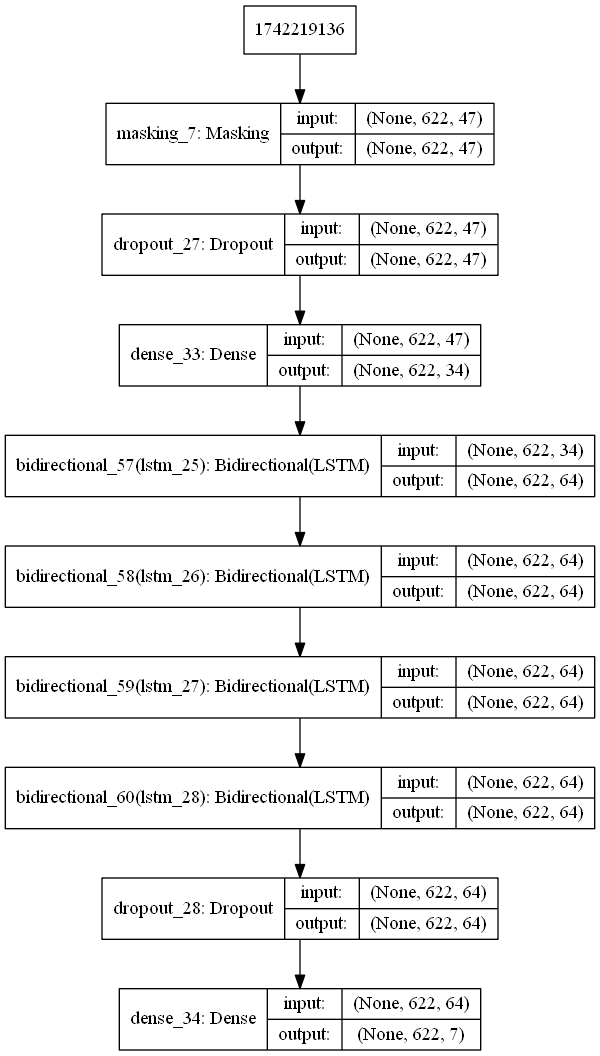 1742219136
masking_7: Masking
input: (None, 622, 47)
output: (None, 622, 47)
dropout_27: Dropout
input: (None, 622, 47)
output: (None, 622, 47)
dense_33: Dense
input: (None, 622, 47)
output: (None, 622, 34)
bidirectional_57(lstm_25): Bidirectional(LSTM)
input: (None, 622, 34)
output: (None, 622, 64)
bidirectional_58(lstm_26): Bidirectional(LSTM)
input: (None, 622, 64)
output: (None, 622, 64)
bidirectional_59(lstm_27): Bidirectional(LSTM)
input: (None, 622, 64)
output: (None, 622, 64)
bidirectional_60(lstm_28): Bidirectional(LSTM)
input: (None, 622, 64)
output: (None, 622, 64)
dropout_28: Dropout
input: (None, 622, 64)
output: (None, 622, 64)
dense_34: Dense
input: (None, 622, 64)
output: (None, 622, 7)